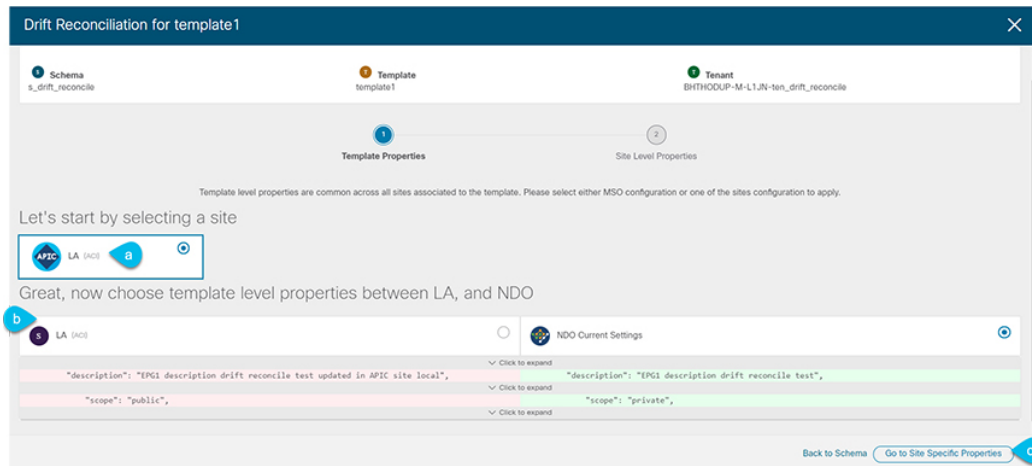 Drift Reconciliation for template1
S Schema
s_drift_reconcile
T Template
template1
T Tenant
BHTHODUP-M-L1JN-ten_drift_reconcile
1
Template Properties
2
Site Level Properties
Template level properties are common across all sites associated to the template. Please select either MSO configuration or one of the sites configuration to apply.
Let's start by selecting a site
APIC LA (ACI) a
Great, now choose template level properties between LA, and NDO
b
S LA (ACI)
NDO Current Settings
Click to expand
"description": "EPG1 description drift reconcile test updated in APIC site local",
"description": "EPG1 description drift reconcile test",
Click to expand
"scope": "public",
"scope": "private",
Click to expand
Back to Schema Go to Site Specific Properties